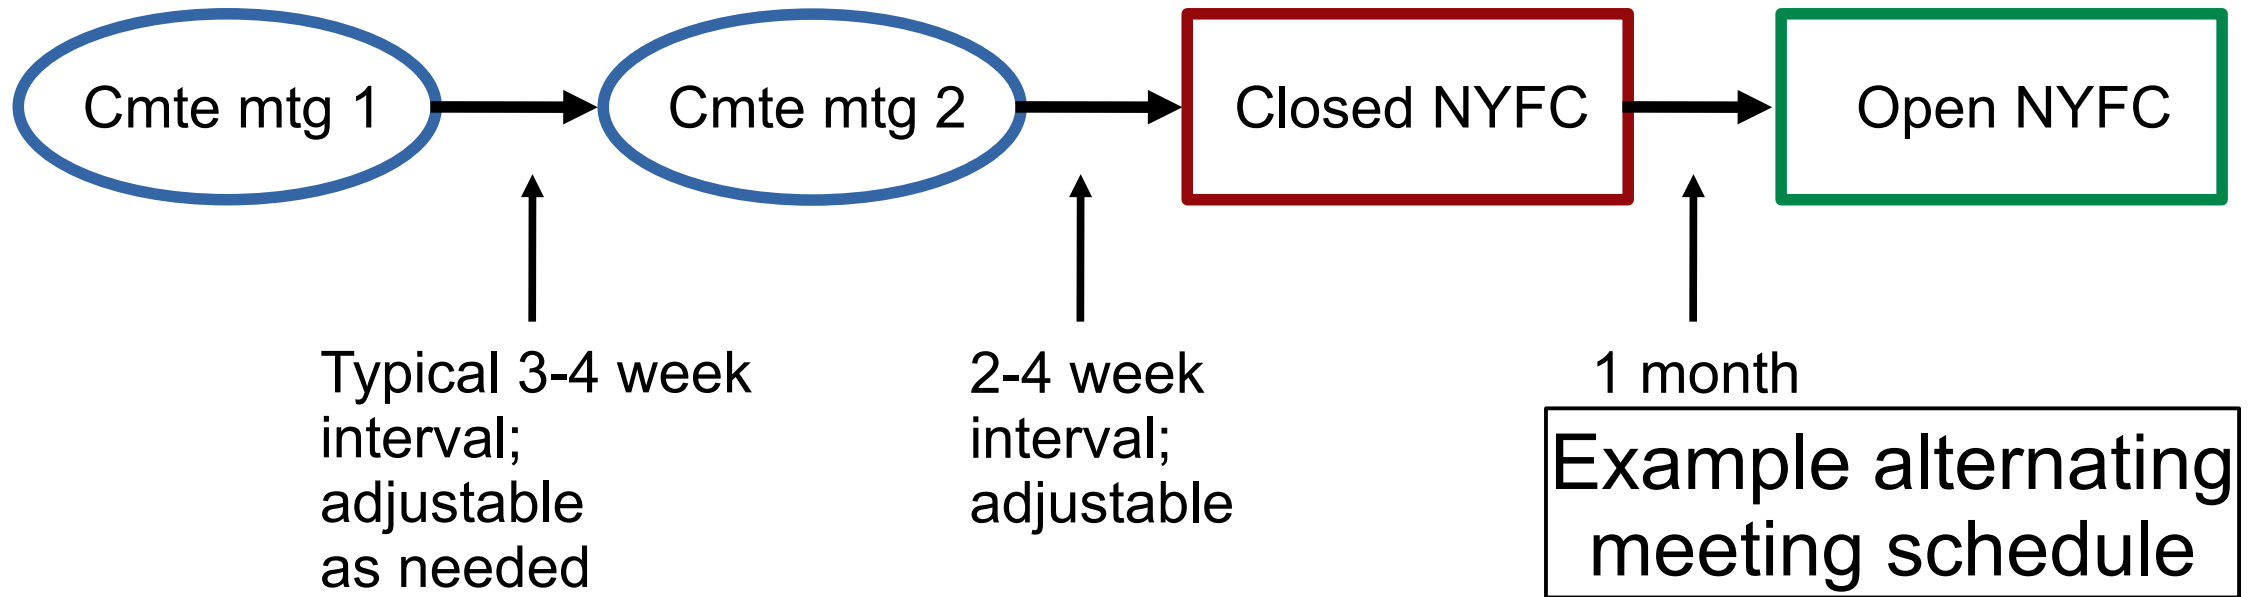 Cmte mtg 1
Cmte mtg 2
Closed NYFC
Open NYFC
Typical 3-4 week
interval;
adjustable
as needed
2-4 week
interval;
adjustable
1 month
Example alternating
meeting schedule